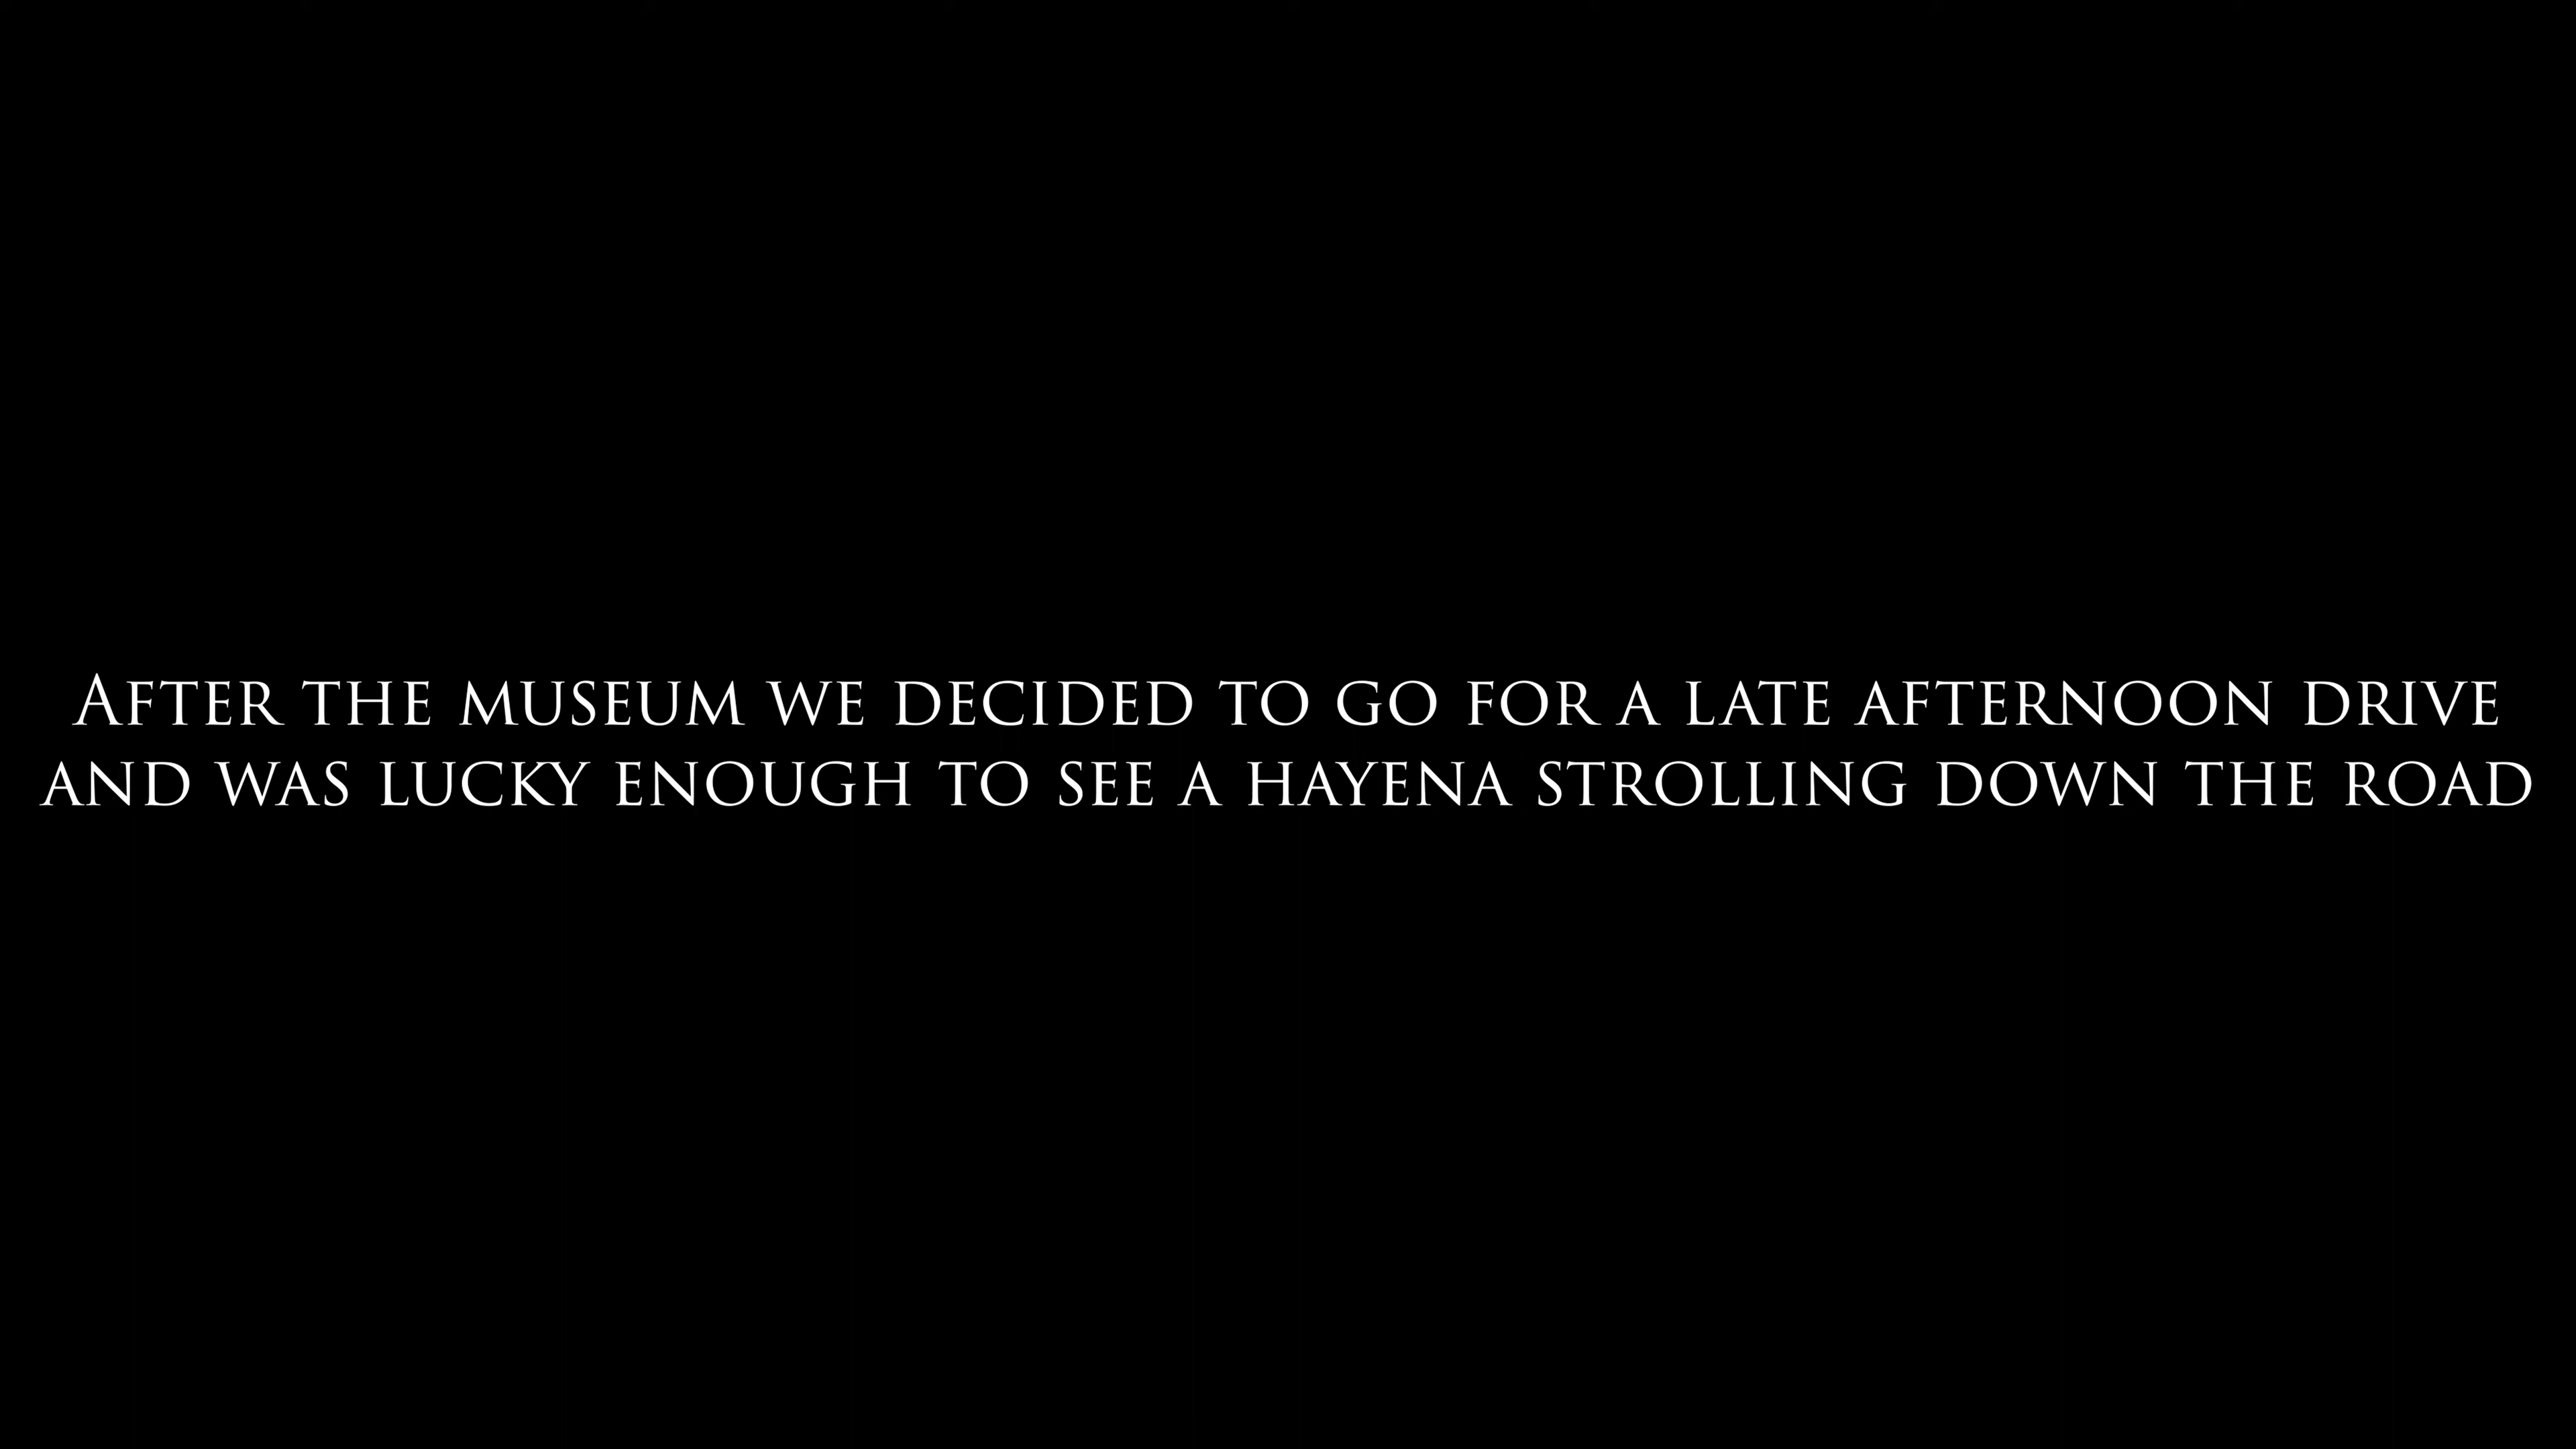 After the museum we decided to go for a late afternoon drive
and was lucky enough to see a hayena strolling down the road